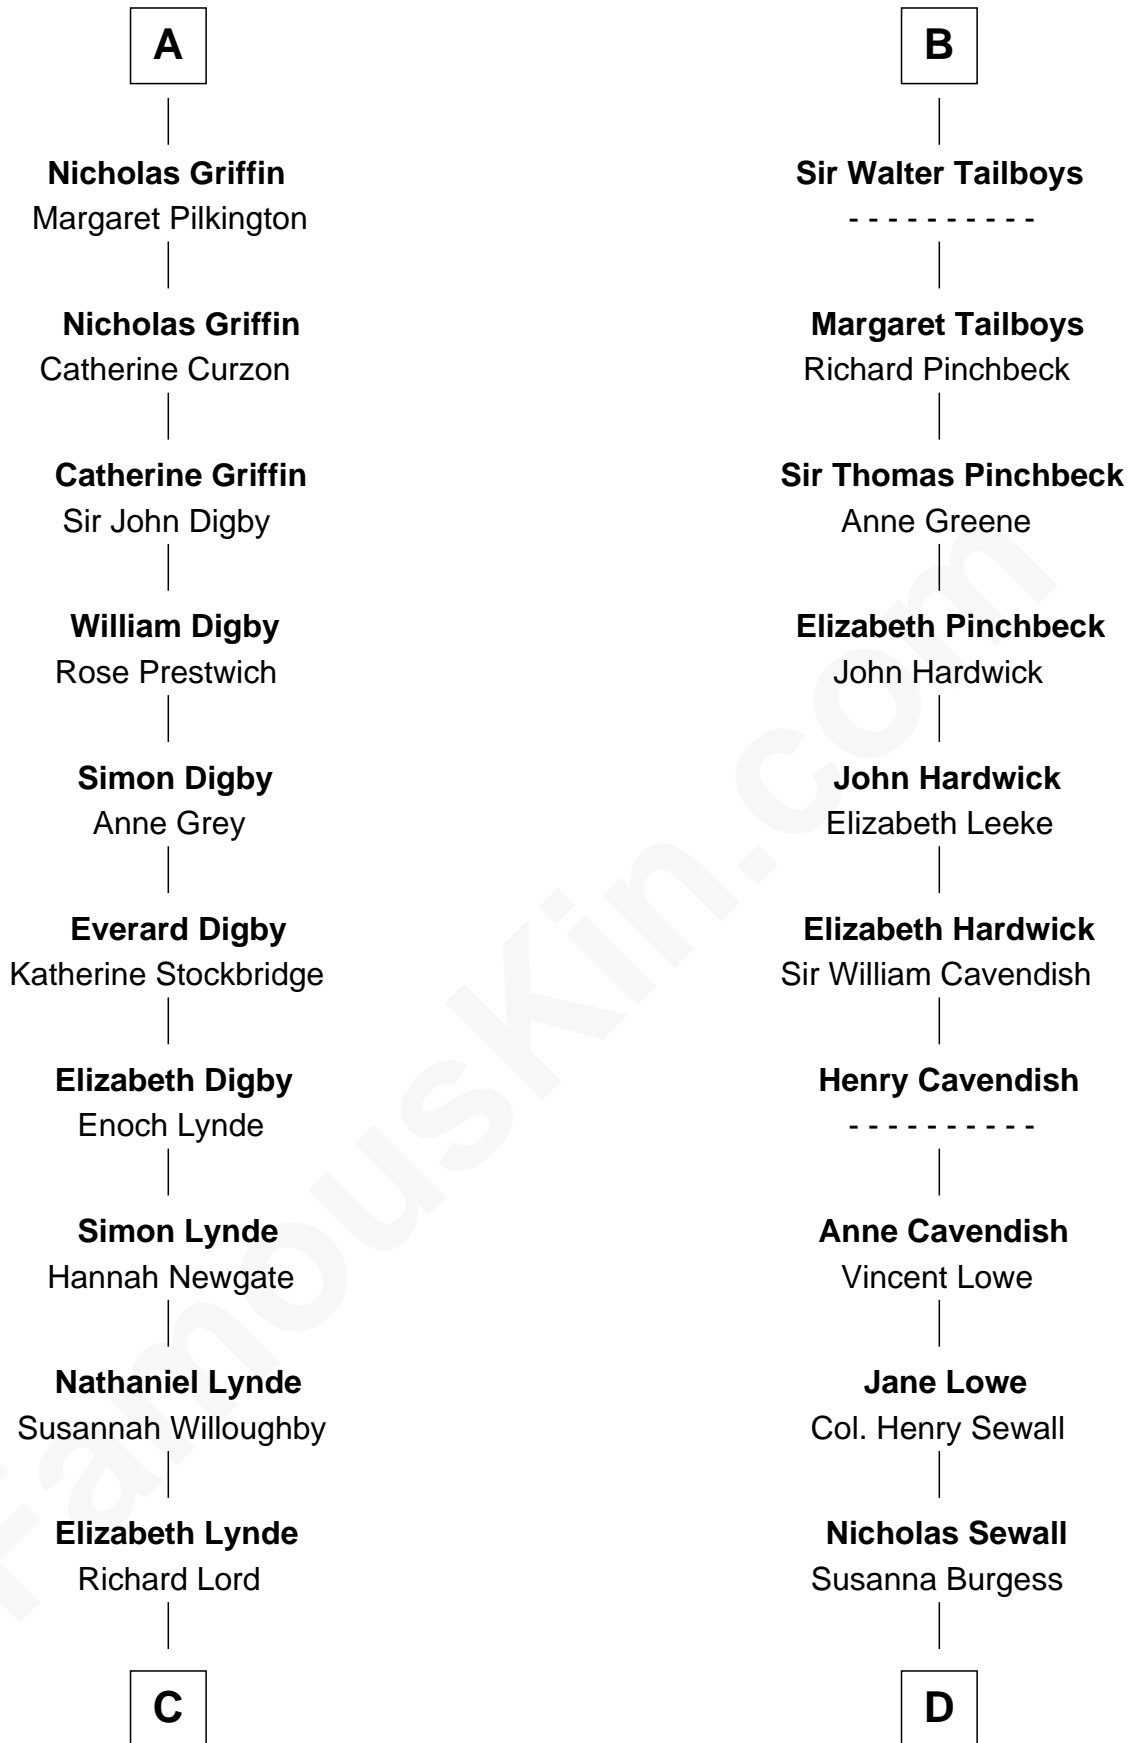 A
Nicholas Griffin
Margaret Pilkington
Nicholas Griffin
Catherine Curzon
Catherine Griffin
Sir John Digby
William Digby
Rose Prestwich
Simon Digby
Anne Grey
Everard Digby
Katherine Stockbridge
Elizabeth Digby
Enoch Lynde
Simon Lynde
Hannah Newgate
Nathaniel Lynde
Susannah Willoughby
Elizabeth Lynde
Richard Lord
C
B
Sir Walter Tailboys
- - - - - - - - - -
Margaret Tailboys
Richard Pinchbeck
Sir Thomas Pinchbeck
Anne Greene
Elizabeth Pinchbeck
John Hardwick
John Hardwick
Elizabeth Leeke
Elizabeth Hardwick
Sir William Cavendish
Henry Cavendish
- - - - - - - - - -
Anne Cavendish
Vincent Lowe
Jane Lowe
Col. Henry Sewall
Nicholas Sewall
Susanna Burgess
D
FamousKin.com